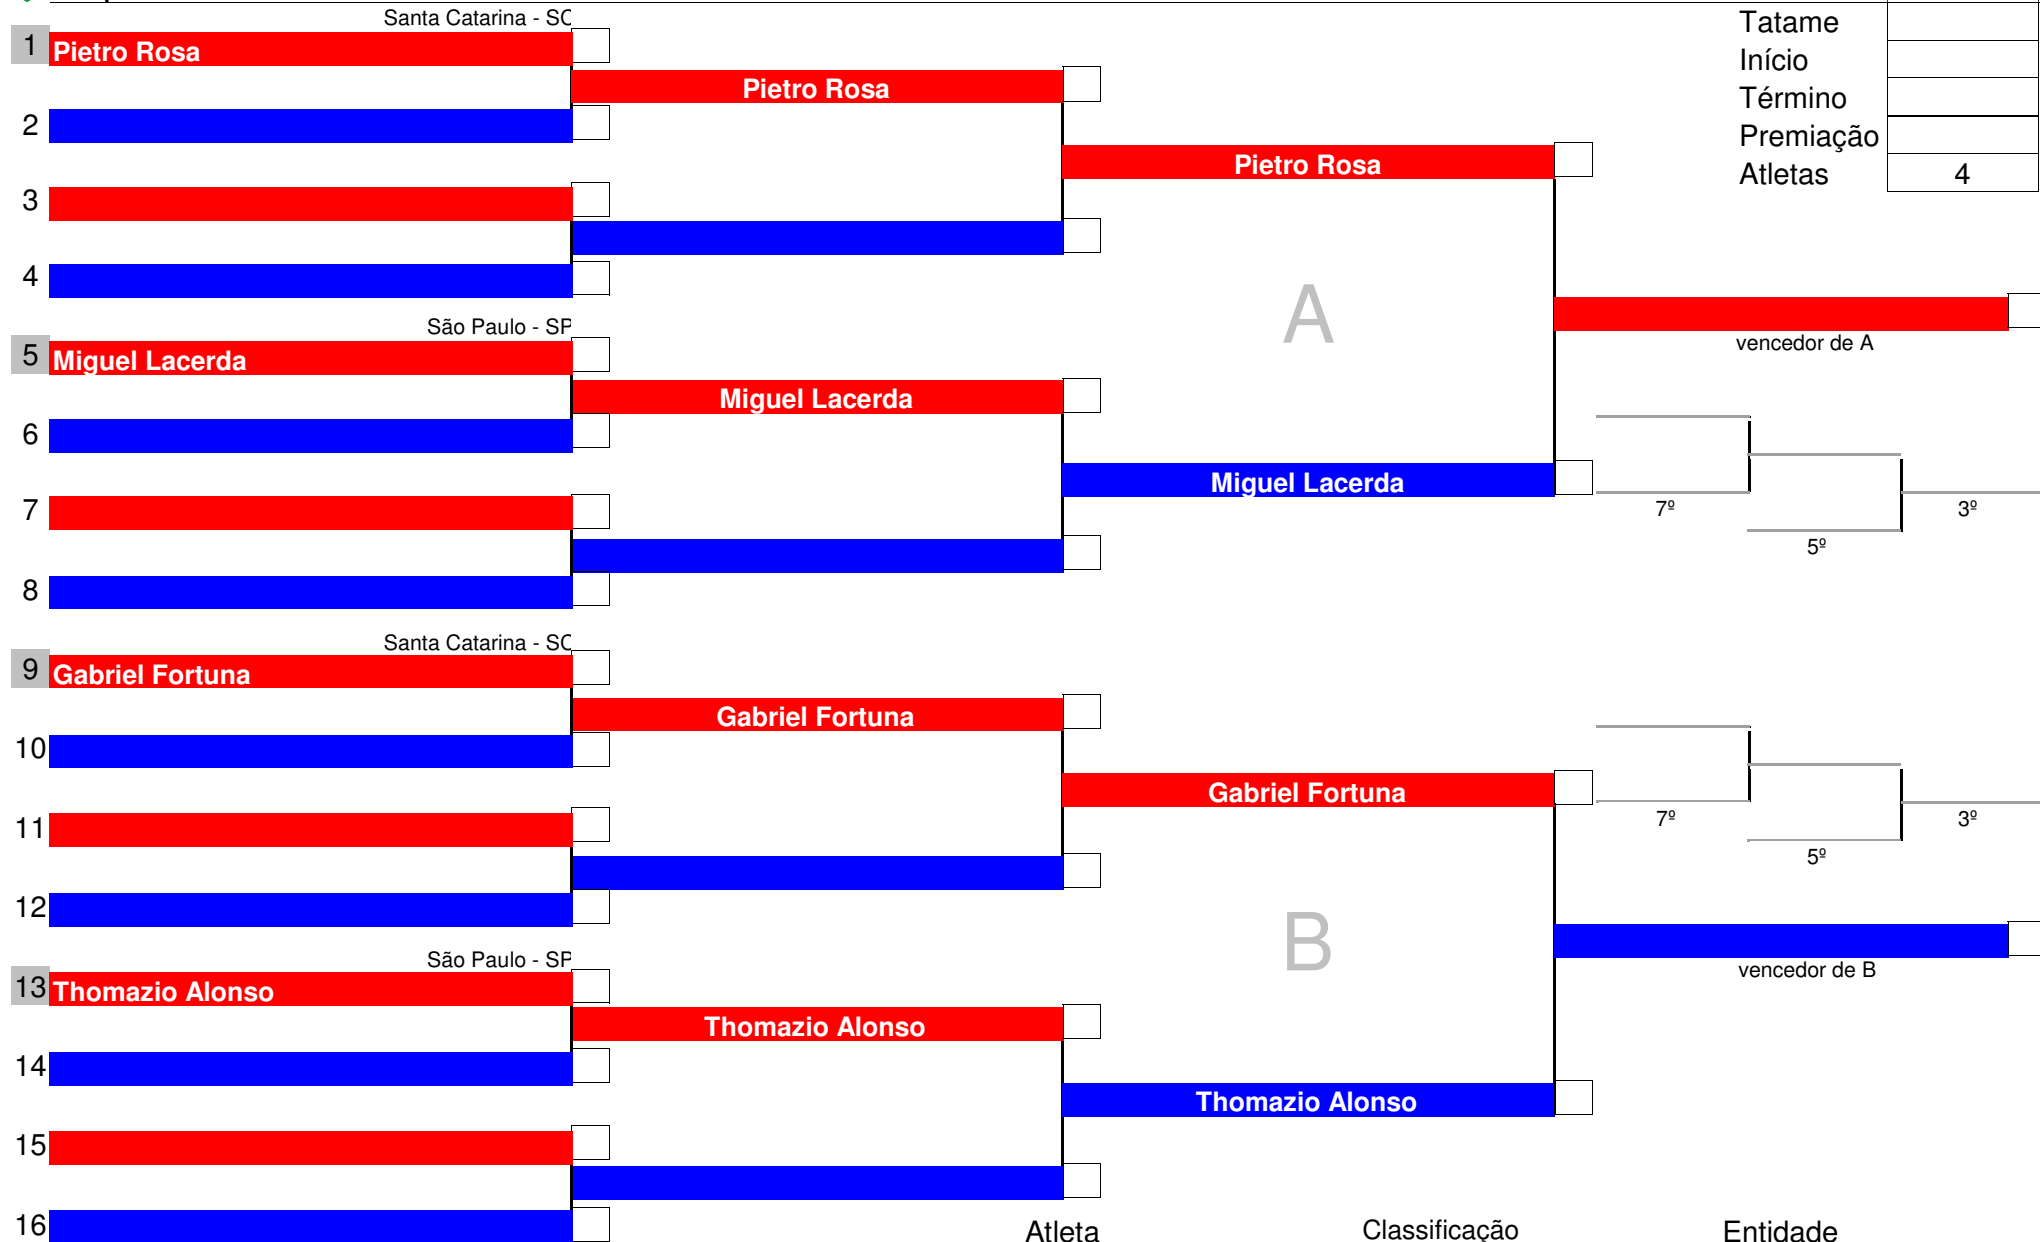 Santa Catarina - SC
1 Pietro Rosa
Pietro Rosa
2
Pietro Rosa
3
4
São Paulo - SP
5 Miguel Lacerda
Miguel Lacerda
6
Miguel Lacerda
7
8
A
vencedor de A
7º
5º
3º
Santa Catarina - SC
9 Gabriel Fortuna
Gabriel Fortuna
10
Gabriel Fortuna
11
12
São Paulo - SP
13 Thomazio Alonso
Thomazio Alonso
14
Thomazio Alonso
15
16
B
7º
5º
3º
vencedor de B
Tatame
Início
Término
Premiação
Atletas 4
Atleta Classificação Entidade